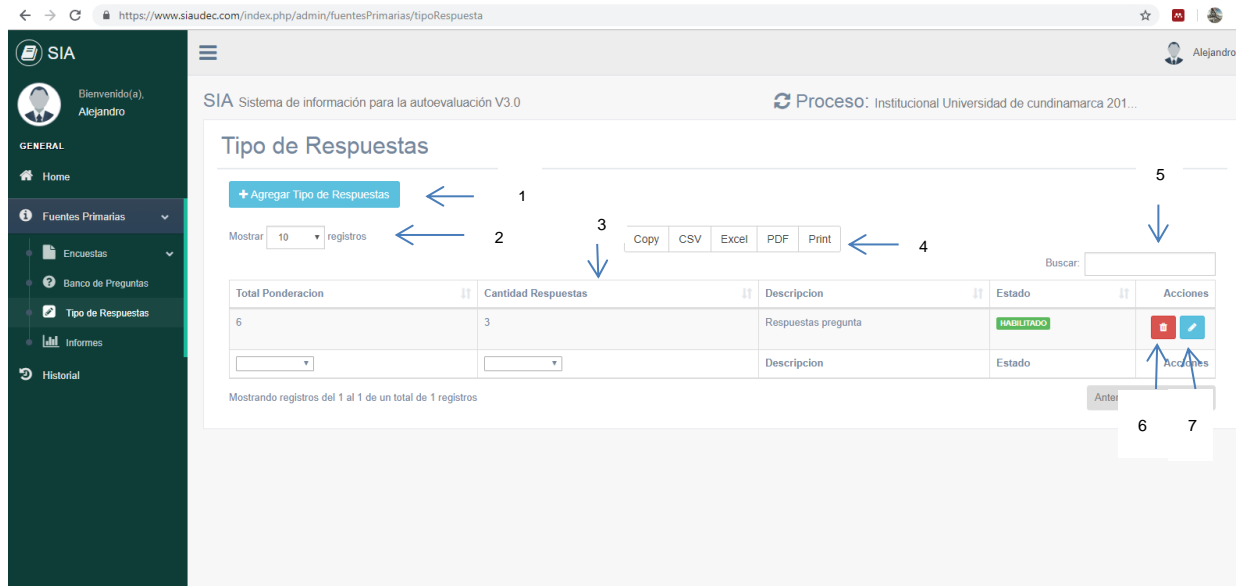 https://www.siaudec.com/index.php/admin/fuentesPrimarias/tipoRespuesta
SIA
Alejandro
Bienvenido(a),
Alejandro
SIA Sistema de información para la autoevaluación V3.0
Proceso: Institucional Universidad de cundinamarca 201...
GENERAL
Home
Fuentes Primarias
Encuestas
Banco de Preguntas
Tipo de Respuestas
Informes
Historial
Tipo de Respuestas
+ Agregar Tipo de Respuestas
1
5
Mostrar 10 registros
2
3
Copy CSV Excel PDF Print
4
Buscar:
Total Ponderacion Cantidad Respuestas Descripcion Estado Acciones
6 3 Respuestas pregunta HABILITADO
Descripcion Estado Acciones
Mostrando registros del 1 al 1 de un total de 1 registros
Anter
6 7